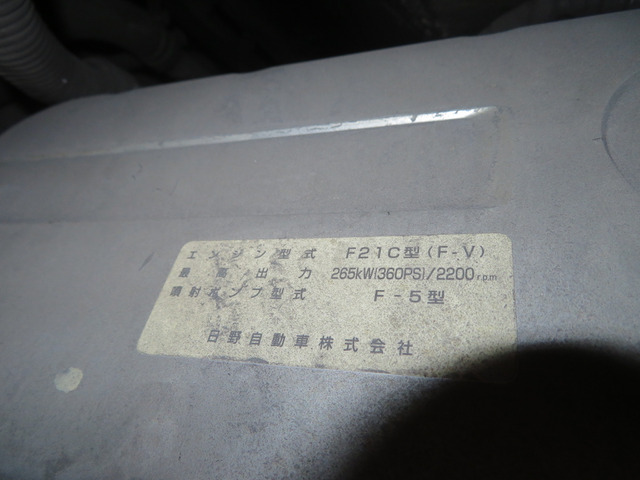 エンジン型式 F21C型(F-V)
最高出力 265kW(360PS)/2200r.p.m
噴射ポンプ型式 F-5型
日野自動車株式会社